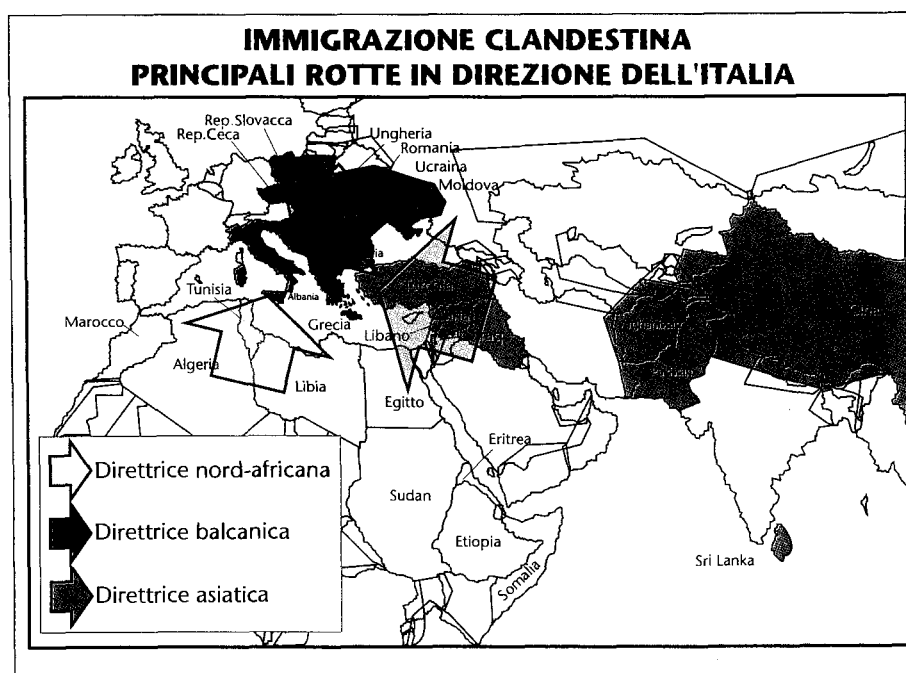 IMMIGRAZIONE CLANDESTINA
PRINCIPALI ROTTE IN DIREZIONE DELL'ITALIA
Rep.Slovacca
Rep.Ceca
Ungheria
Romania
Ucraina
Moldova
Tunisia
Albania
Marocco
Grecia
Libano
Algeria
Libia
Egitto
Eritrea
Sudan
Etiopia
Somalia
Sri Lanka
Direttrice nord-africana
Direttrice balcanica
Direttrice asiatica